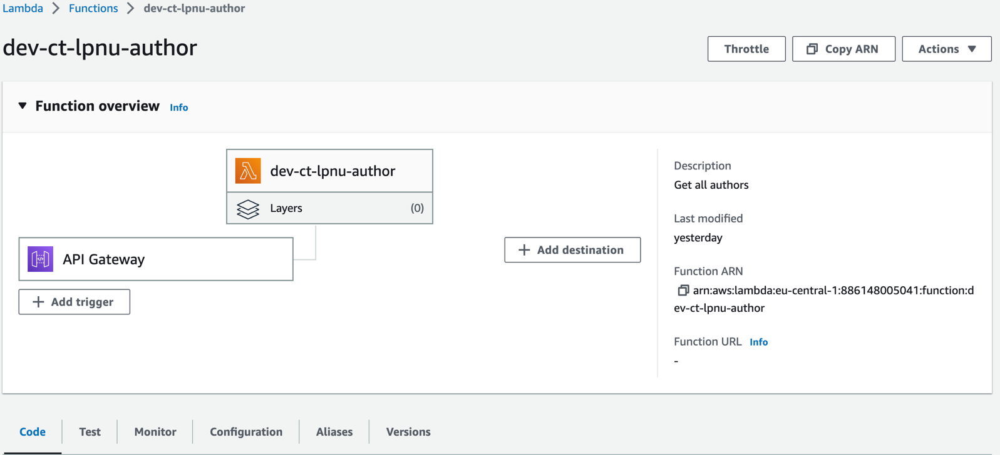 Lambda > Functions > dev-ct-lpnu-author
dev-ct-lpnu-author
Throttle
Copy ARN
Actions
Function overview Info
dev-ct-lpnu-author
Layers (0)
API Gateway
+ Add trigger
+ Add destination
Description
Get all authors
Last modified
yesterday
Function ARN
arn:aws:lambda:eu-central-1:886148005041:function:d
ev-ct-lpnu-author
Function URL Info
-
Code
Test
Monitor
Configuration
Aliases
Versions